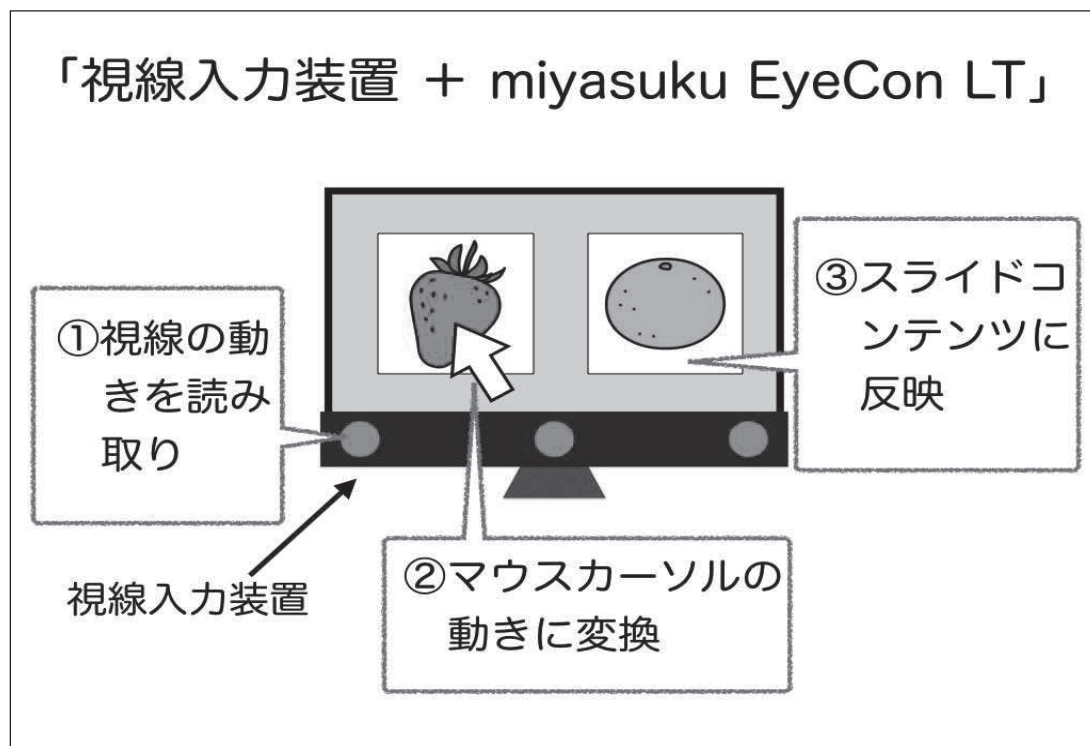 「視線入力装置 + miyasuku EyeCon LT」
①視線の動
きを読み
取り
③スライドコ
ンテンツに
反映
視線入力装置
②マウスカーソルの
動きに変換